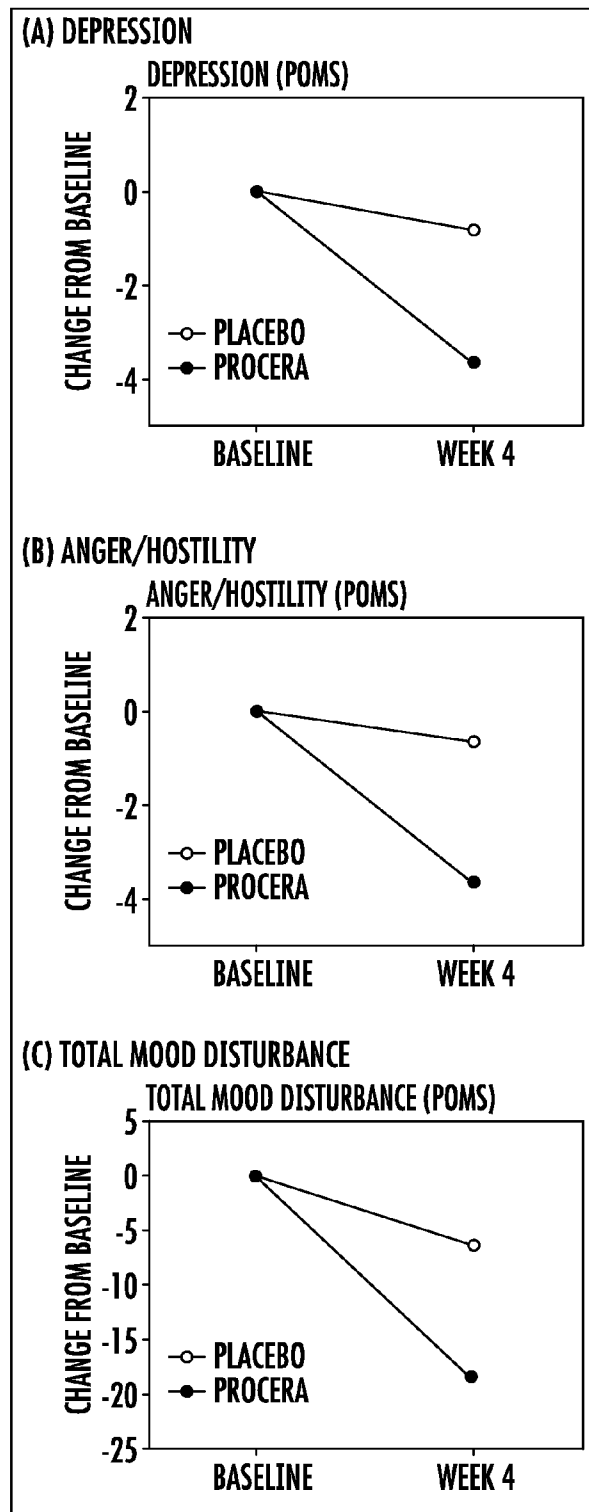 (A) DEPRESSION
DEPRESSION (POMS)
2
0
-2
-4
CHANGE FROM BASELINE
PLACEBO
PROCERA
BASELINE WEEK 4
(B) ANGER/HOSTILITY
ANGER/HOSTILITY (POMS)
2
0
-2
-4
CHANGE FROM BASELINE
PLACEBO
PROCERA
BASELINE WEEK 4
(C) TOTAL MOOD DISTURBANCE
TOTAL MOOD DISTURBANCE (POMS)
5
0
-5
-10
-15
-20
-25
CHANGE FROM BASELINE
PLACEBO
PROCERA
BASELINE WEEK 4